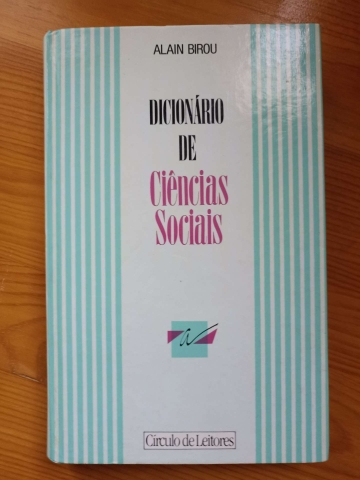 ALAIN BIROU
DICIONÁRIO
DE
Ciências
Sociais
a
Círculo de Leitores